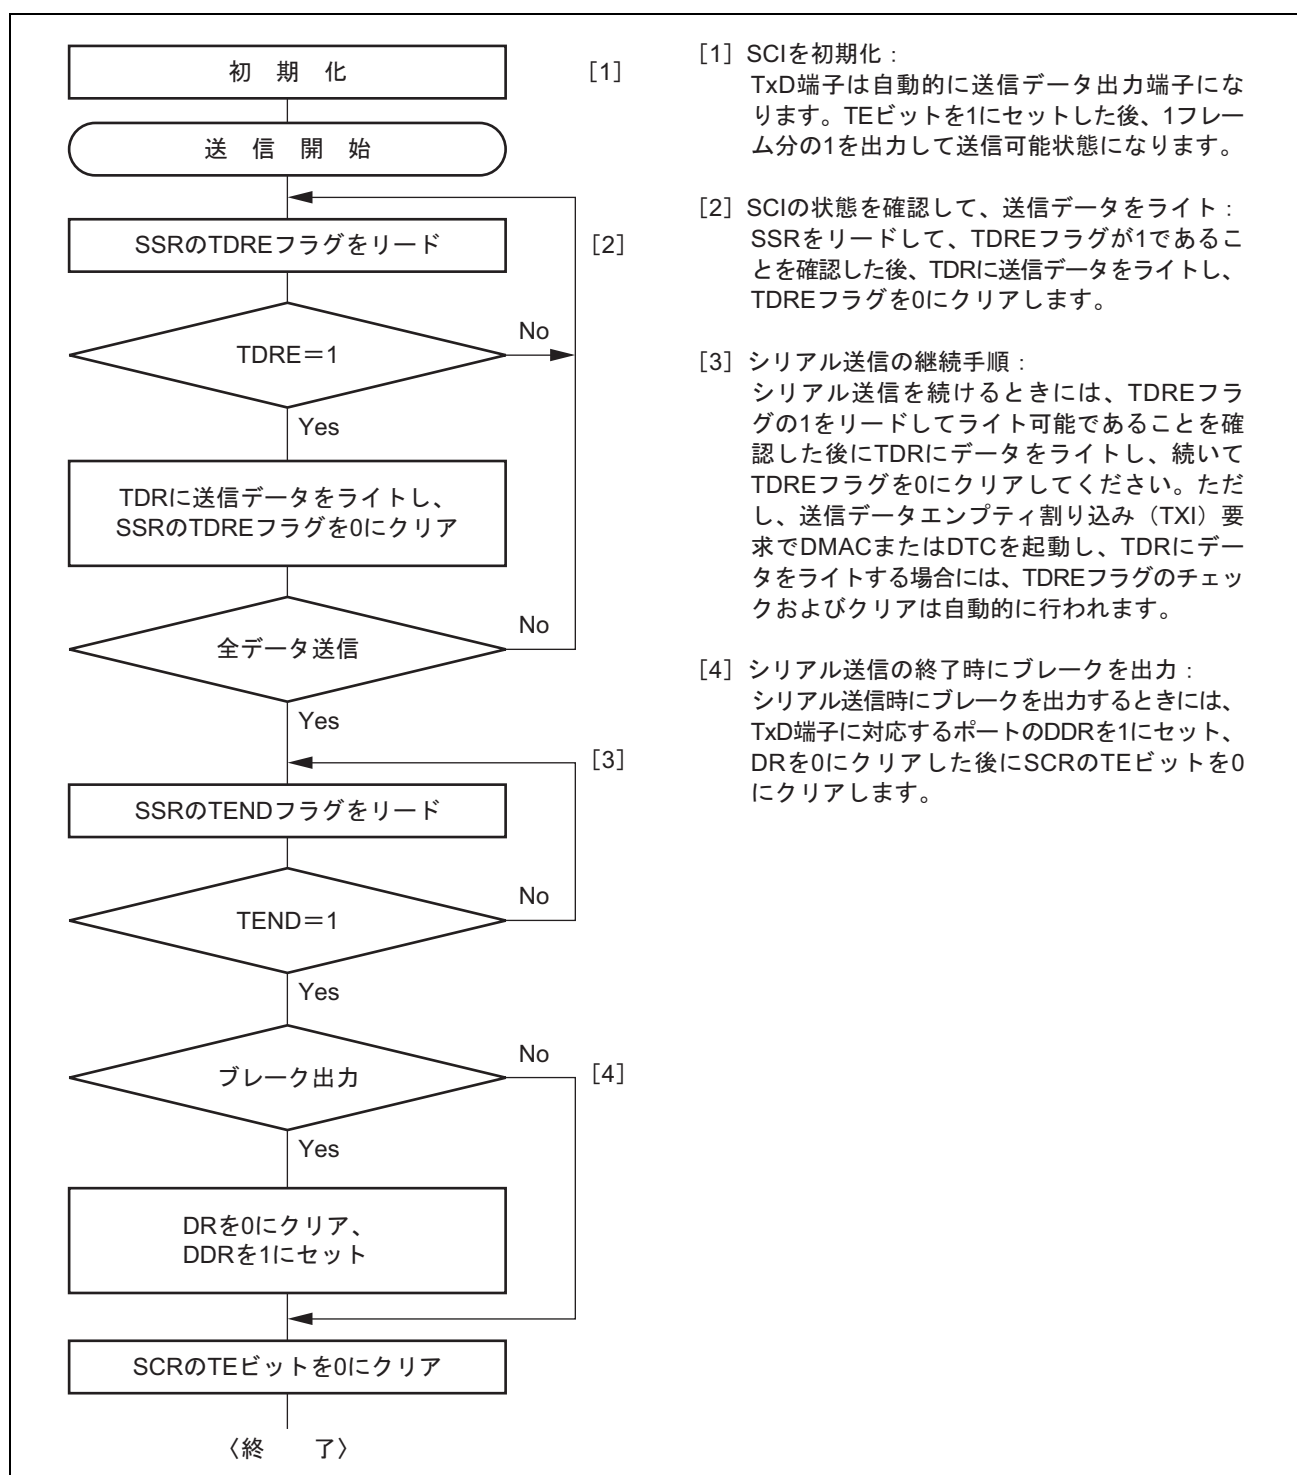 初 期 化
[1]
送 信 開 始
SSRのTDREフラグをリード
[2]
TDRE＝1
No
Yes
TDRに送信データをライトし、
SSRのTDREフラグを0にクリア
全データ送信
No
Yes
[3]
SSRのTENDフラグをリード
TEND＝1
No
Yes
ブレーク出力
No
[4]
Yes
DRを0にクリア、
DDRを1にセット
SCRのTEビットを0にクリア
〈終 了〉
[1] SCIを初期化：
TxD端子は自動的に送信データ出力端子にな
ります。TEビットを1にセットした後、1フレー
ム分の1を出力して送信可能状態になります。
[2] SCIの状態を確認して、送信データをライト：
SSRをリードして、TDREフラグが1であるこ
とを確認した後、TDRに送信データをライトし、
TDREフラグを0にクリアします。
[3] シリアル送信の継続手順：
シリアル送信を続けるときには、TDREフラ
グの1をリードしてライト可能であることを確
認した後にTDRにデータをライトし、続いて
TDREフラグを0にクリアしてください。ただ
し、送信データエンプティ割り込み（TXI）要
求でDMACまたはDTCを起動し、TDRにデー
タをライトする場合には、TDREフラグのチェッ
クおよびクリアは自動的に行われます。
[4] シリアル送信の終了時にブレークを出力：
シリアル送信時にブレークを出力するときには、
TxD端子に対応するポートのDDRを1にセット、
DRを0にクリアした後にSCRのTEビットを0
にクリアします。